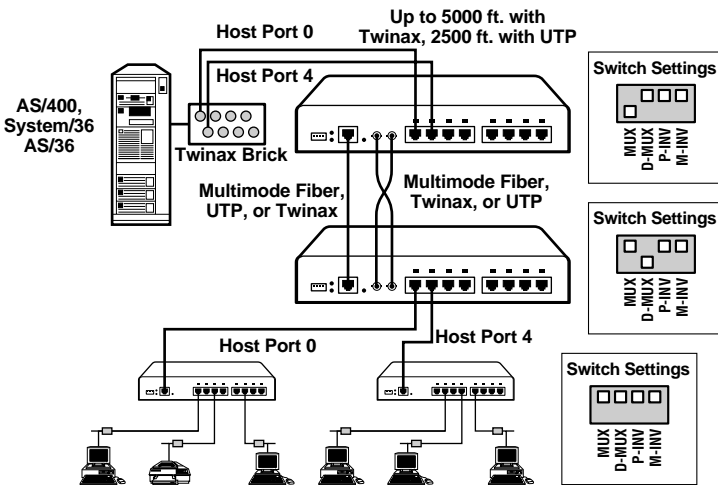 Host Port 0
Up to 5000 ft. with
Twinax, 2500 ft. with UTP
Host Port 4
AS/400,
System/36
AS/36
Twinax Brick
Switch Settings
MUX
D-MUX
P-INV
M-INV
Multimode Fiber,
UTP, or Twinax
Multimode Fiber,
Twinax, or UTP
Switch Settings
MUX
D-MUX
P-INV
M-INV
Host Port 0
Host Port 4
Switch Settings
MUX
D-MUX
P-INV
M-INV